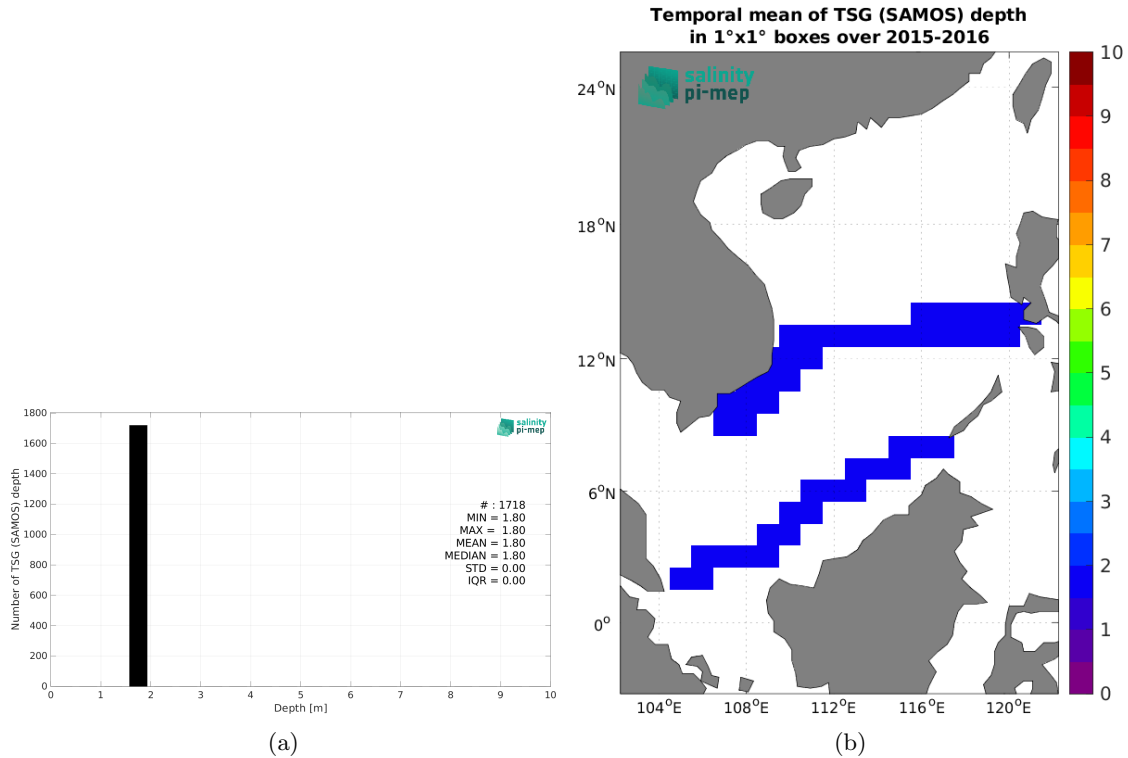 1800
1600
1400
1200
1000
800
600
400
200
0
Number of TSG (SAMOS) depth
salinity
pi-mep
# : 1718
MIN = 1.80
MAX = 1.80
MEAN = 1.80
MEDIAN = 1.80
STD = 0.00
IQR = 0.00
0 1 2 3 4 5 6 7 8 9 10
Depth [m]
(a)
Temporal mean of TSG (SAMOS) depth
in 1°x1° boxes over 2015-2016
salinity
pi-mep
24°N
18°N
12°N
6°N
0°
104°E 108°E 112°E 116°E 120°E
10
9
8
7
6
5
4
3
2
1
0
(b)